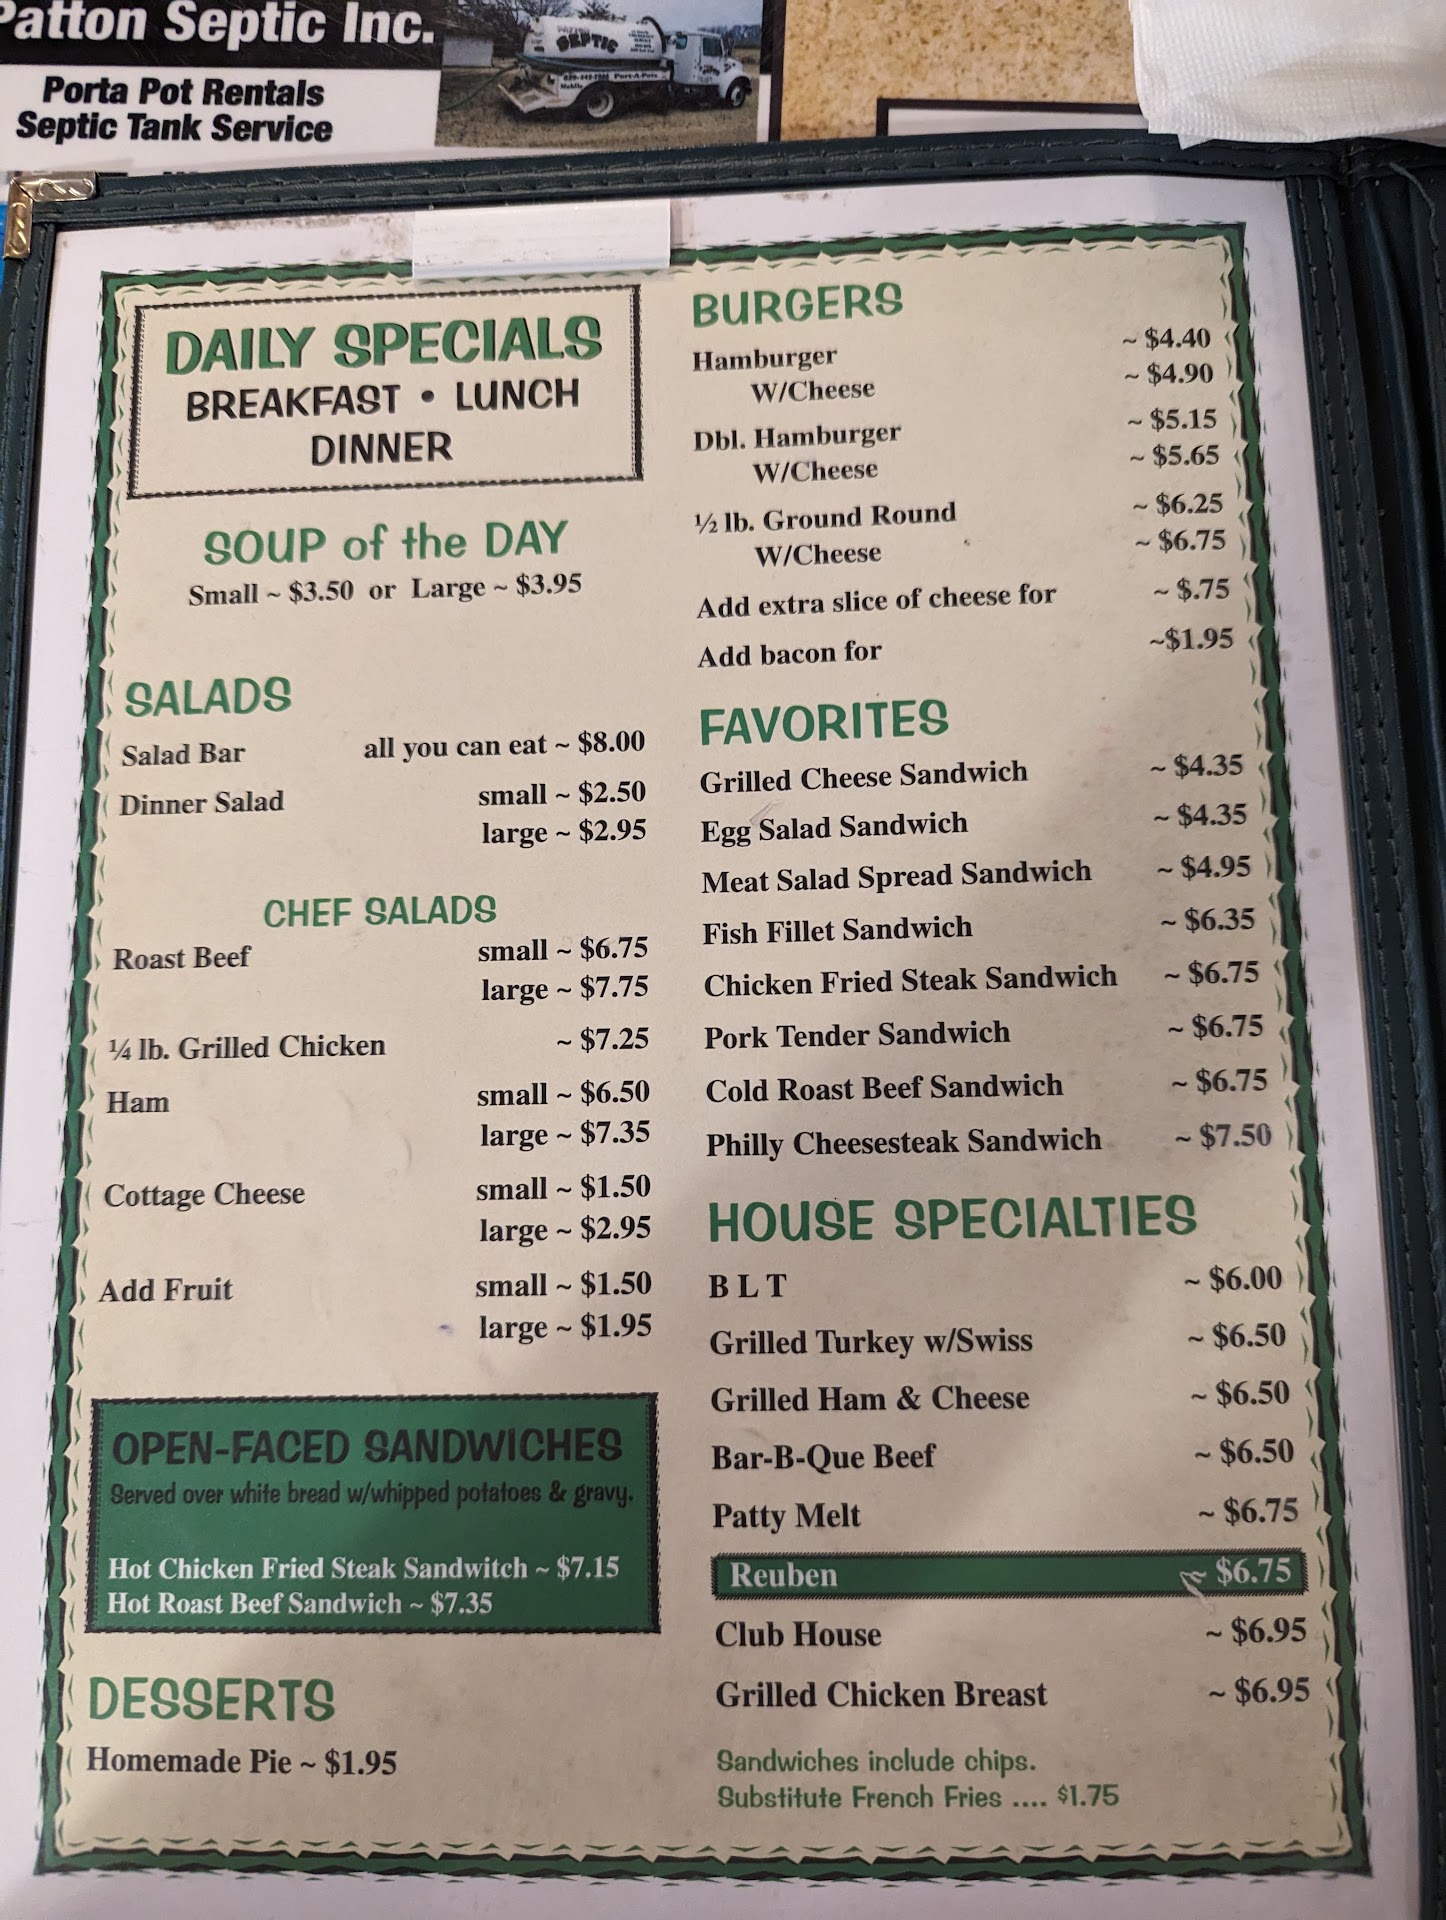 Patton Septic Inc.
Porta Pot Rentals
Septic Tank Service
SEPTIC
DAILY SPECIALS
BREAKFAST • LUNCH
DINNER
SOUP of the DAY
Small ~ $3.50 or Large ~ $3.95
SALADS
Salad Bar all you can eat ~ $8.00
Dinner Salad small ~ $2.50
large ~ $2.95
CHEF SALADS
Roast Beef small ~ $6.75
large ~ $7.75
¼ lb. Grilled Chicken ~ $7.25
Ham small ~ $6.50
large ~ $7.35
Cottage Cheese small ~ $1.50
large ~ $2.95
Add Fruit small ~ $1.50
large ~ $1.95
OPEN-FACED SANDWICHES
Served over white bread w/whipped potatoes & gravy.
Hot Chicken Fried Steak Sandwitch ~ $7.15
Hot Roast Beef Sandwich ~ $7.35
DESSERTS
Homemade Pie ~ $1.95
BURGERS
Hamburger ~ $4.40
W/Cheese ~ $4.90
Dbl. Hamburger ~ $5.15
W/Cheese ~ $5.65
½ lb. Ground Round ~ $6.25
W/Cheese ~ $6.75
Add extra slice of cheese for ~ $.75
Add bacon for ~$1.95
FAVORITES
Grilled Cheese Sandwich ~ $4.35
Egg Salad Sandwich ~ $4.35
Meat Salad Spread Sandwich ~ $4.95
Fish Fillet Sandwich ~ $6.35
Chicken Fried Steak Sandwich ~ $6.75
Pork Tender Sandwich ~ $6.75
Cold Roast Beef Sandwich ~ $6.75
Philly Cheesesteak Sandwich ~ $7.50
HOUSE SPECIALTIES
B L T ~ $6.00
Grilled Turkey w/Swiss ~ $6.50
Grilled Ham & Cheese ~ $6.50
Bar-B-Que Beef ~ $6.50
Patty Melt ~ $6.75
Reuben ~ $6.75
Club House ~ $6.95
Grilled Chicken Breast ~ $6.95
Sandwiches include chips.
Substitute French Fries .... $1.75